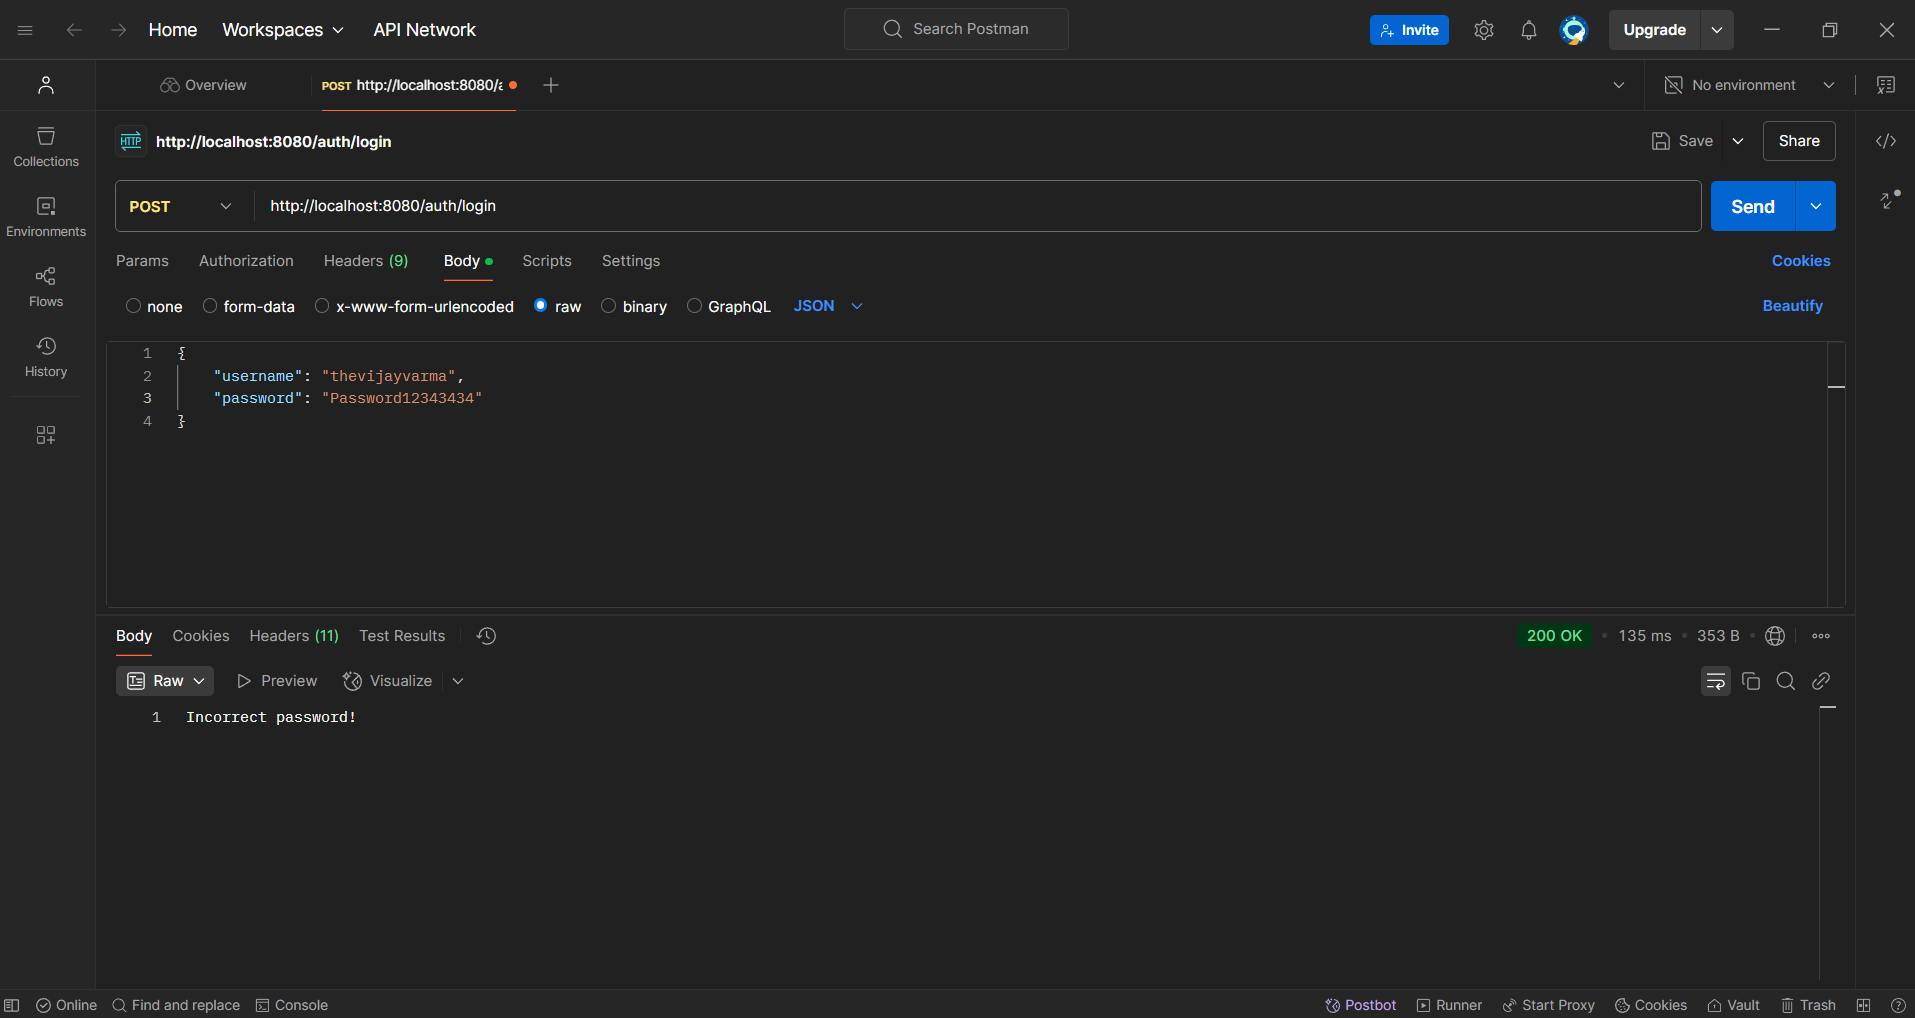 Home Workspaces API Network Search Postman Invite Upgrade
Overview POST http://localhost:8080/a No environment
HTTP http://localhost:8080/auth/login Save Share
Collections
POST http://localhost:8080/auth/login Send
Environments
Params Authorization Headers (9) Body Scripts Settings Cookies
Flows
none form-data x-www-form-urlencoded raw binary GraphQL JSON Beautify
History
1 {
2 "username": "thevijayvarma",
3 "password": "Password12343434"
4 }
Body Cookies Headers (11) Test Results 200 OK • 135 ms • 353 B •
Raw Preview Visualize
1 Incorrect password!
Online Find and replace Console Postbot Runner Start Proxy Cookies Vault Trash